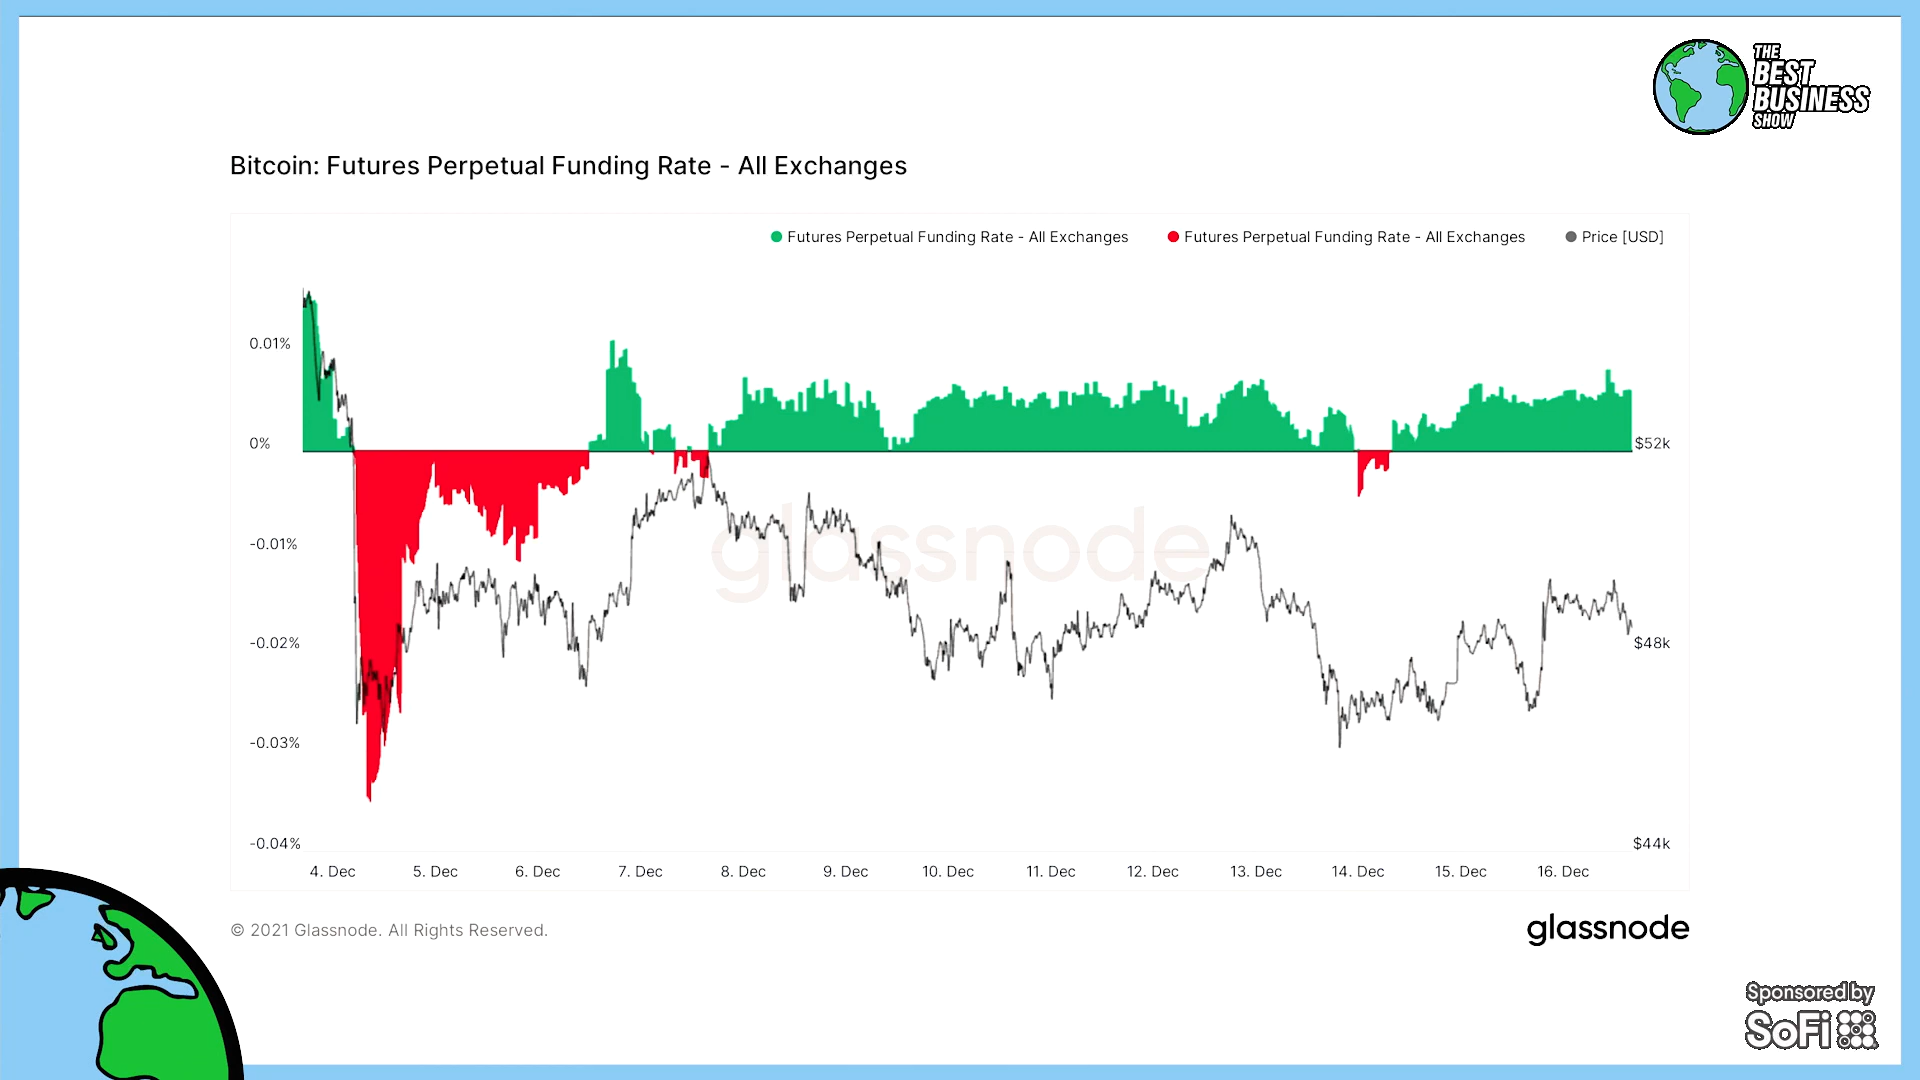 THE
BEST
BUSINESS
SHOW
Bitcoin: Futures Perpetual Funding Rate - All Exchanges
Futures Perpetual Funding Rate - All Exchanges Futures Perpetual Funding Rate - All Exchanges Price [USD]
0.01%
0% $52k
-0.01%
glassnode
-0.02% $48k
-0.03%
-0.04% $44k
4. Dec 5. Dec 6. Dec 7. Dec 8. Dec 9. Dec 10. Dec 11. Dec 12. Dec 13. Dec 14. Dec 15. Dec 16. Dec
© 2021 Glassnode. All Rights Reserved. glassnode
Sponsored by
SoFi